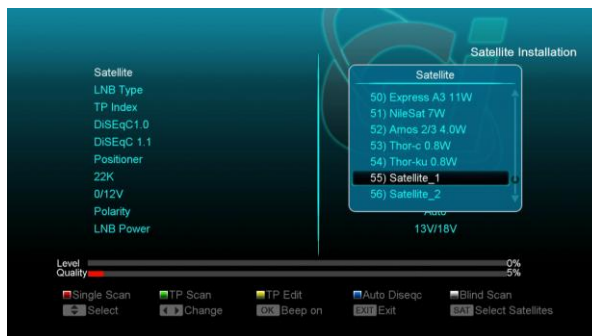 Satellite Installation
Satellite
Satellite
LNB Type
50) Express A3 11W
TP Index
51) NileSat 7W
DiSEqC1.0
52) Amos 2/3 4.0W
DiSEqC 1.1
53) Thor-c 0.8W
Positioner
54) Thor-ku 0.8W
22K
55) Satellite_1
0/12V
56) Satellite_2
Polarity
Auto
LNB Power
13V/18V
Level 0%
Quality 5%
Single Scan TP Scan TP Edit Auto Diseqc Blind Scan
Select Change OK Beep on EXIT Exit SAT Select Satellites